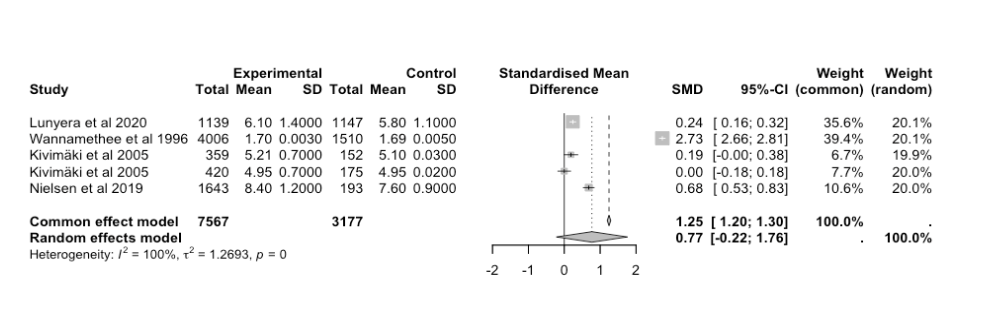 Experimental Control Standardised Mean Weight Weight
Study Total Mean SD Total Mean SD Difference SMD 95%-CI (common) (random)
Lunyera et al 2020 1139 6.10 1.4000 1147 5.80 1.1000 0.24 [ 0.16; 0.32] 35.6% 20.1%
Wannamethee et al 1996 4006 1.70 0.0030 1510 1.69 0.0050 2.73 [ 2.66; 2.81] 39.4% 20.1%
Kivimäki et al 2005 359 5.21 0.7000 152 5.10 0.0300 0.19 [-0.00; 0.38] 6.7% 19.9%
Kivimäki et al 2005 420 4.95 0.7000 175 4.95 0.0200 0.00 [-0.18; 0.18] 7.7% 20.0%
Nielsen et al 2019 1643 8.40 1.2000 193 7.60 0.9000 0.68 [ 0.53; 0.83] 10.6% 20.0%
Common effect model 7567 3177 1.25 [ 1.20; 1.30] 100.0% .
Random effects model 0.77 [-0.22; 1.76] . 100.0%
Heterogeneity: I² = 100%, τ² = 1.2693, p = 0
-2 -1 0 1 2